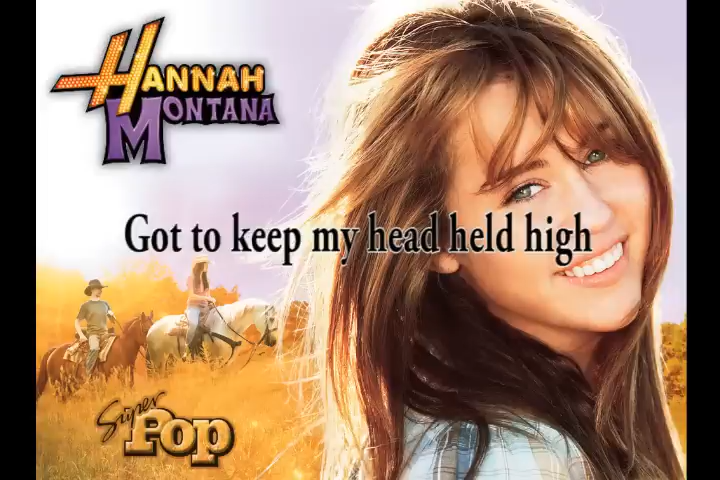 HANNAH
MONTANA
Got to keep my head held high
Super
Pop